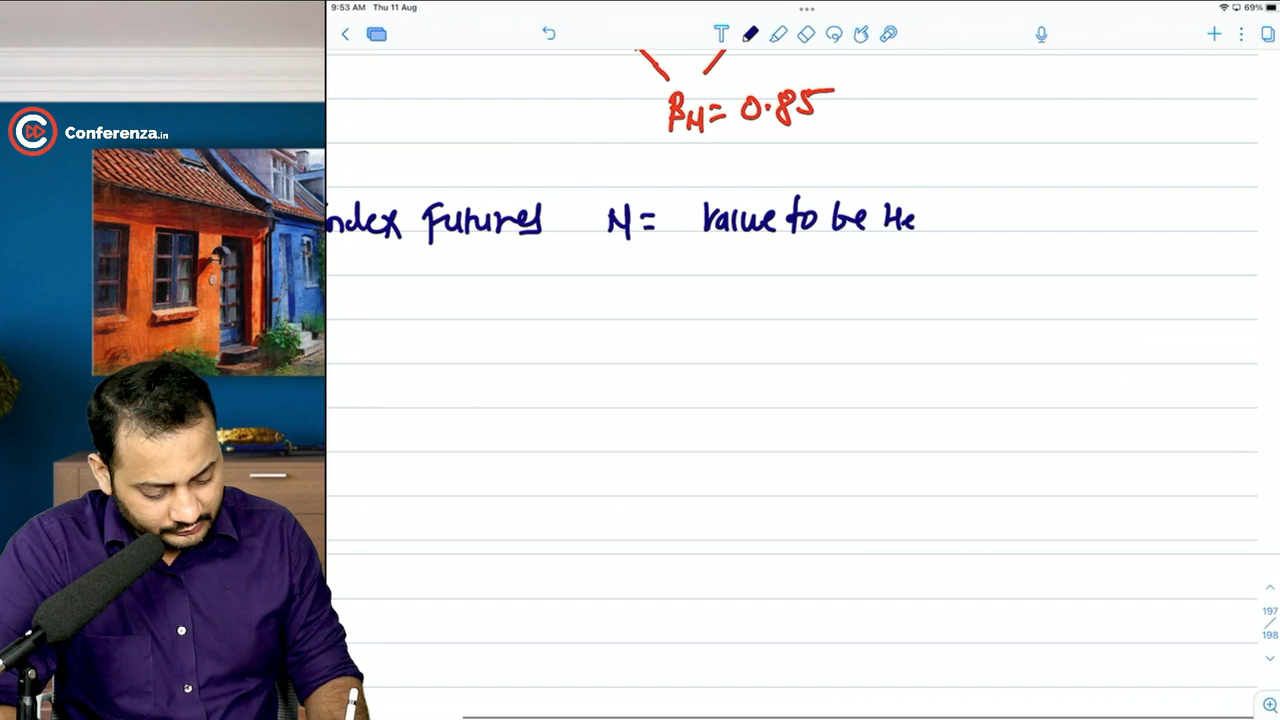 9:53 AM Thu 11 Aug
69%
Conferenza.in
βH = 0.85
index Futures N = Value to be He
197
198